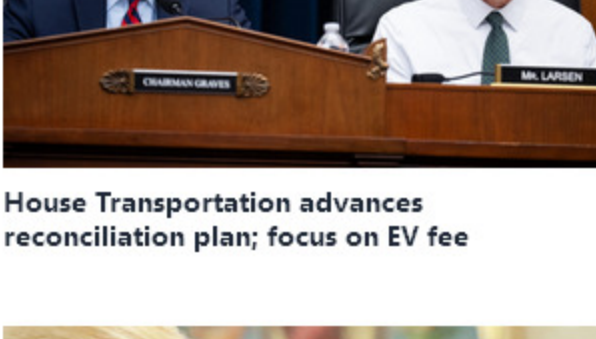 CHAIRMAN GRAVES
MR. LARSEN
House Transportation advances
reconciliation plan; focus on EV fee